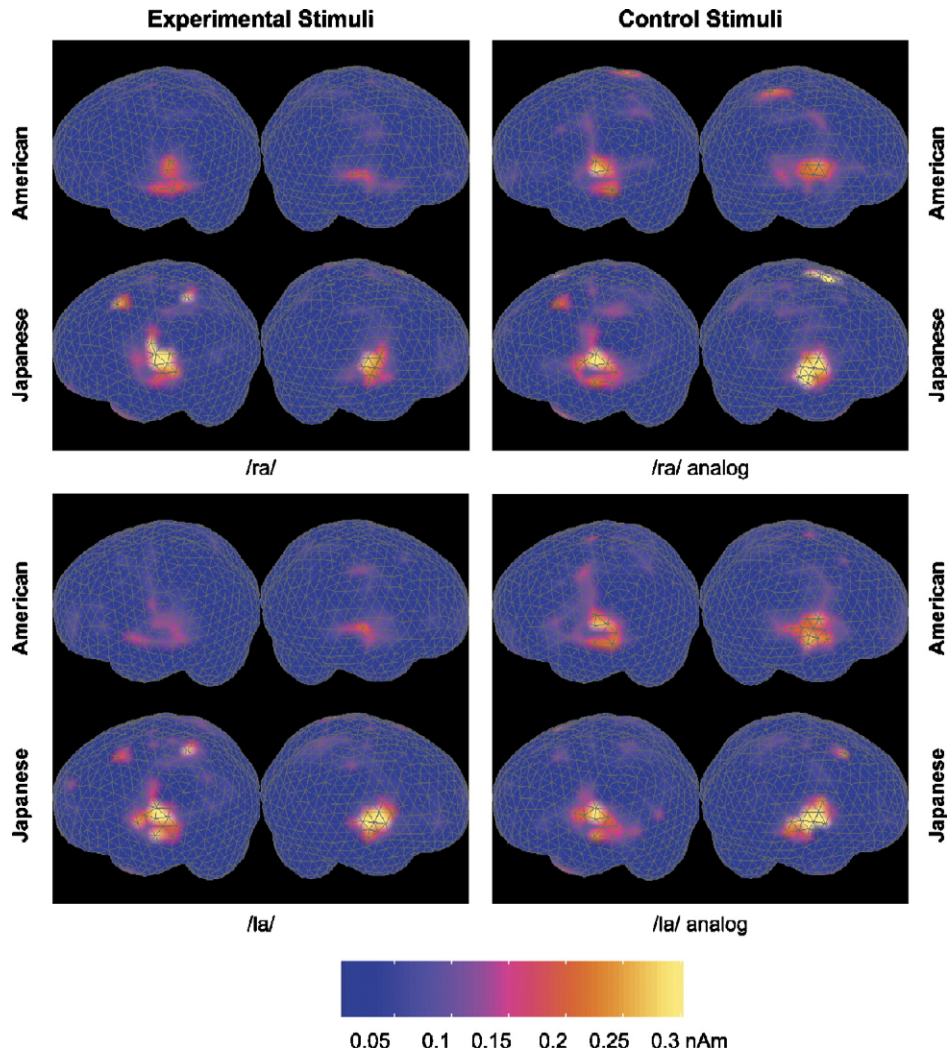 Experimental Stimuli
Control Stimuli
American
American
Japanese
Japanese
/ra/
/ra/ analog
American
American
Japanese
Japanese
/la/
/la/ analog
0.05 0.1 0.15 0.2 0.25 0.3 nAm